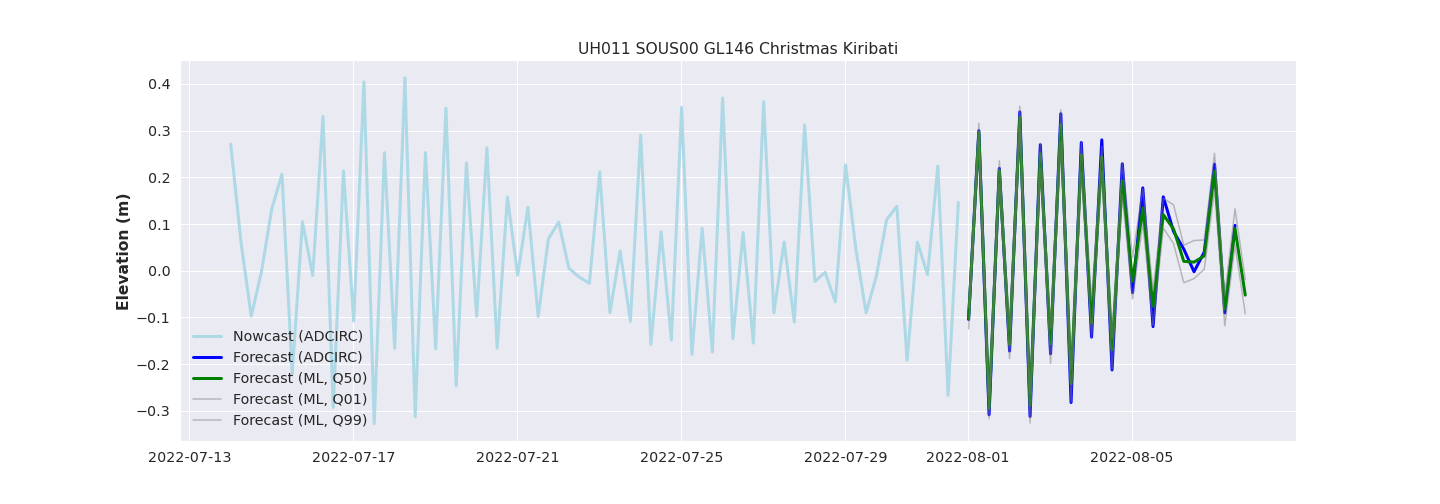 UH011 SOUS00 GL146 Christmas Kiribati
Elevation (m)
0.4
0.3
0.2
0.1
0.0
−0.1
−0.2
−0.3
Nowcast (ADCIRC)
Forecast (ADCIRC)
Forecast (ML, Q50)
Forecast (ML, Q01)
Forecast (ML, Q99)
2022-07-13 2022-07-17 2022-07-21 2022-07-25 2022-07-29 2022-08-01 2022-08-05